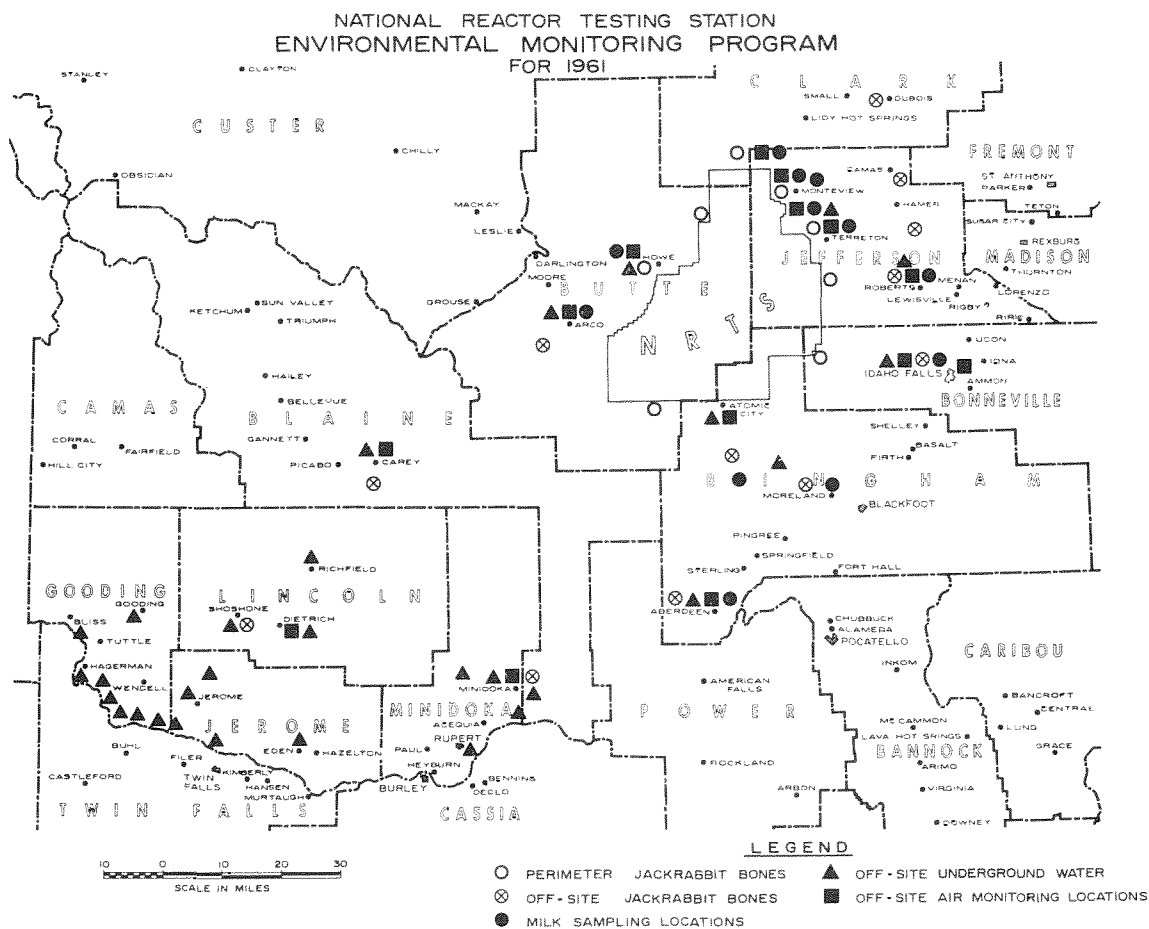 NATIONAL REACTOR TESTING STATION
ENVIRONMENTAL MONITORING PROGRAM
FOR 1961
STANLEY
CLAYTON
CLARK
SMALL
DUBOIS
LIDY HOT SPRINGS
CUSTER
CHILLY
FREMONT
OBSIDIAN
CAMAS
ST. ANTHONY
PARKER
MONTEVIEW
HAMER
TETON
MACKAY
SUGAR CITY
LESLIE
TERRETON
REXBURG
DARLINGTON
HOWE
JEFFERSON
MADISON
THORNTON
MOORE
BUTTE
ROBERTS
MENAN
LORENZO
LEWISVILLE
RIGBY
RIRIE
GROUSE
SUN VALLEY
KETCHUM
TRIUMPH
ARCO
NRTS
UCON
IONA
IDAHO FALLS
AMMON
HAILEY
BONNEVILLE
BELLEVUE
ATOMIC
CITY
CAMAS
BLAINE
SHELLEY
GANNETT
BASALT
CORRAL
FAIRFIELD
FIRTH
HILL CITY
PICABO
CAREY
BINGHAM
MORELAND
BLACKFOOT
PINGREE
SPRINGFIELD
STERLING
FORT HALL
RICHFIELD
GOODING
LINCOLN
GOODING
SHOSHONE
DIETRICH
BLISS
TUTTLE
ABERDEEN
CHUBBUCK
ALAMEDA
POCATELLO
CARIBOU
HAGERMAN
WENDELL
INKOM
JEROME
MINIDOKA
AMERICAN
FALLS
BANCROFT
CENTRAL
JEROME
MINIDOKA
POWER
ACEQUIA
MC CAMMON
LUND
LAVA HOT SPRINGS
RUPERT
BUHL
EDEN
HAZELTON
PAUL
BANNOCK
GRACE
FILER
ROCKLAND
ARIMO
TWIN
FALLS
KIMBERLY
HEYBURN
CASTLEFORD
HANSEN
BURLEY
BENNING
DECLO
MURTAUGH
ARBON
VIRGINIA
TWIN FALLS
CASSIA
DOWNEY
LEGEND
10 0 10 20 30
SCALE IN MILES
PERIMETER JACKRABBIT BONES
OFF-SITE JACKRABBIT BONES
MILK SAMPLING LOCATIONS
OFF-SITE UNDERGROUND WATER
OFF-SITE AIR MONITORING LOCATIONS